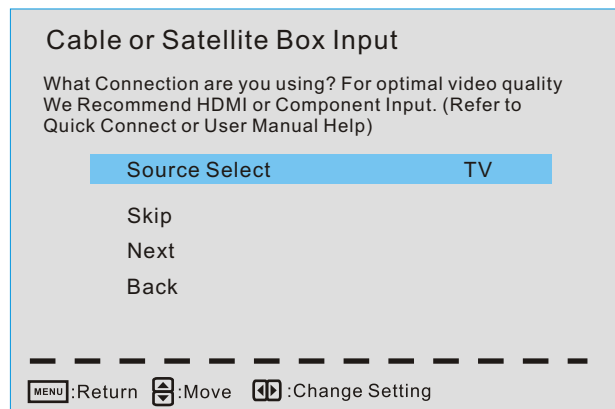 Cable or Satellite Box Input
What Connection are you using? For optimal video quality
We Recommend HDMI or Component Input. (Refer to
Quick Connect or User Manual Help)
Source Select TV
Skip
Next
Back
MENU :Return :Move :Change Setting